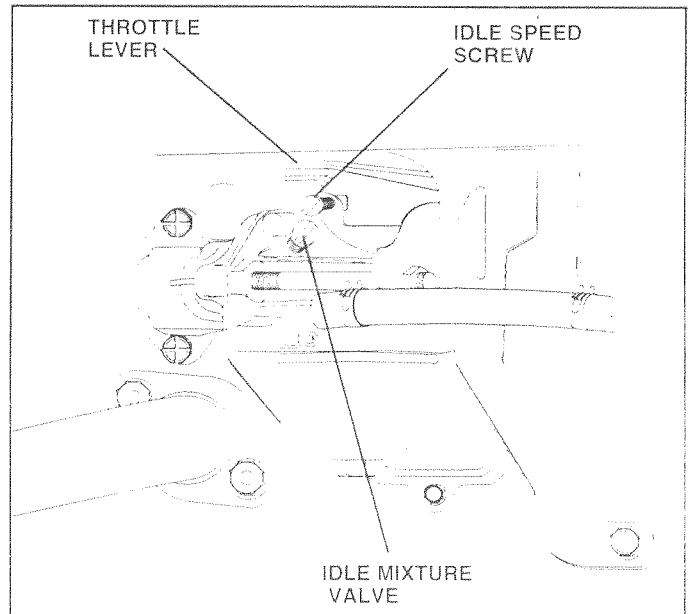 THROTTLE
LEVER
IDLE SPEED
SCREW
IDLE MIXTURE
VALVE